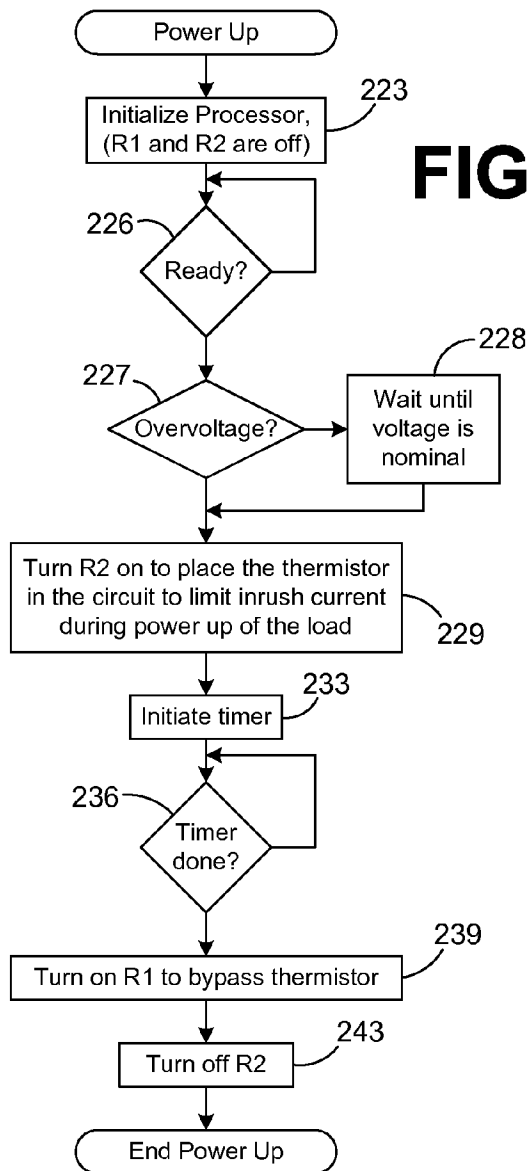 Power Up
223
Initialize Processor,
(R1 and R2 are off)
FIG
226
Ready?
227
Overvoltage?
228
Wait until
voltage is
nominal
Turn R2 on to place the thermistor
in the circuit to limit inrush current
during power up of the load
229
233
Initiate timer
236
Timer
done?
239
Turn on R1 to bypass thermistor
243
Turn off R2
End Power Up